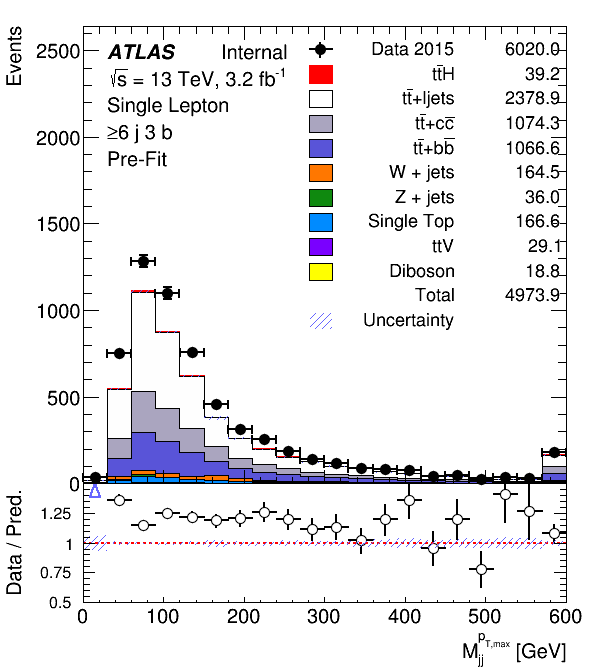 Events
2500
2000
1500
1000
500
0
ATLAS Internal
√s = 13 TeV, 3.2 fb⁻¹
Single Lepton
≥6 j 3 b
Pre-Fit
Data 2015 6020.0
tt̄H 39.2
tt̄+ljets 2378.9
tt̄+cc̄ 1074.3
tt̄+bb̄ 1066.6
W + jets 164.5
Z + jets 36.0
Single Top 166.6
ttV 29.1
Diboson 18.8
Total 4973.9
Uncertainty
Data / Pred.
1.25
1
0.75
0.5
0 100 200 300 400 500 600
M_jj^pT,max [GeV]